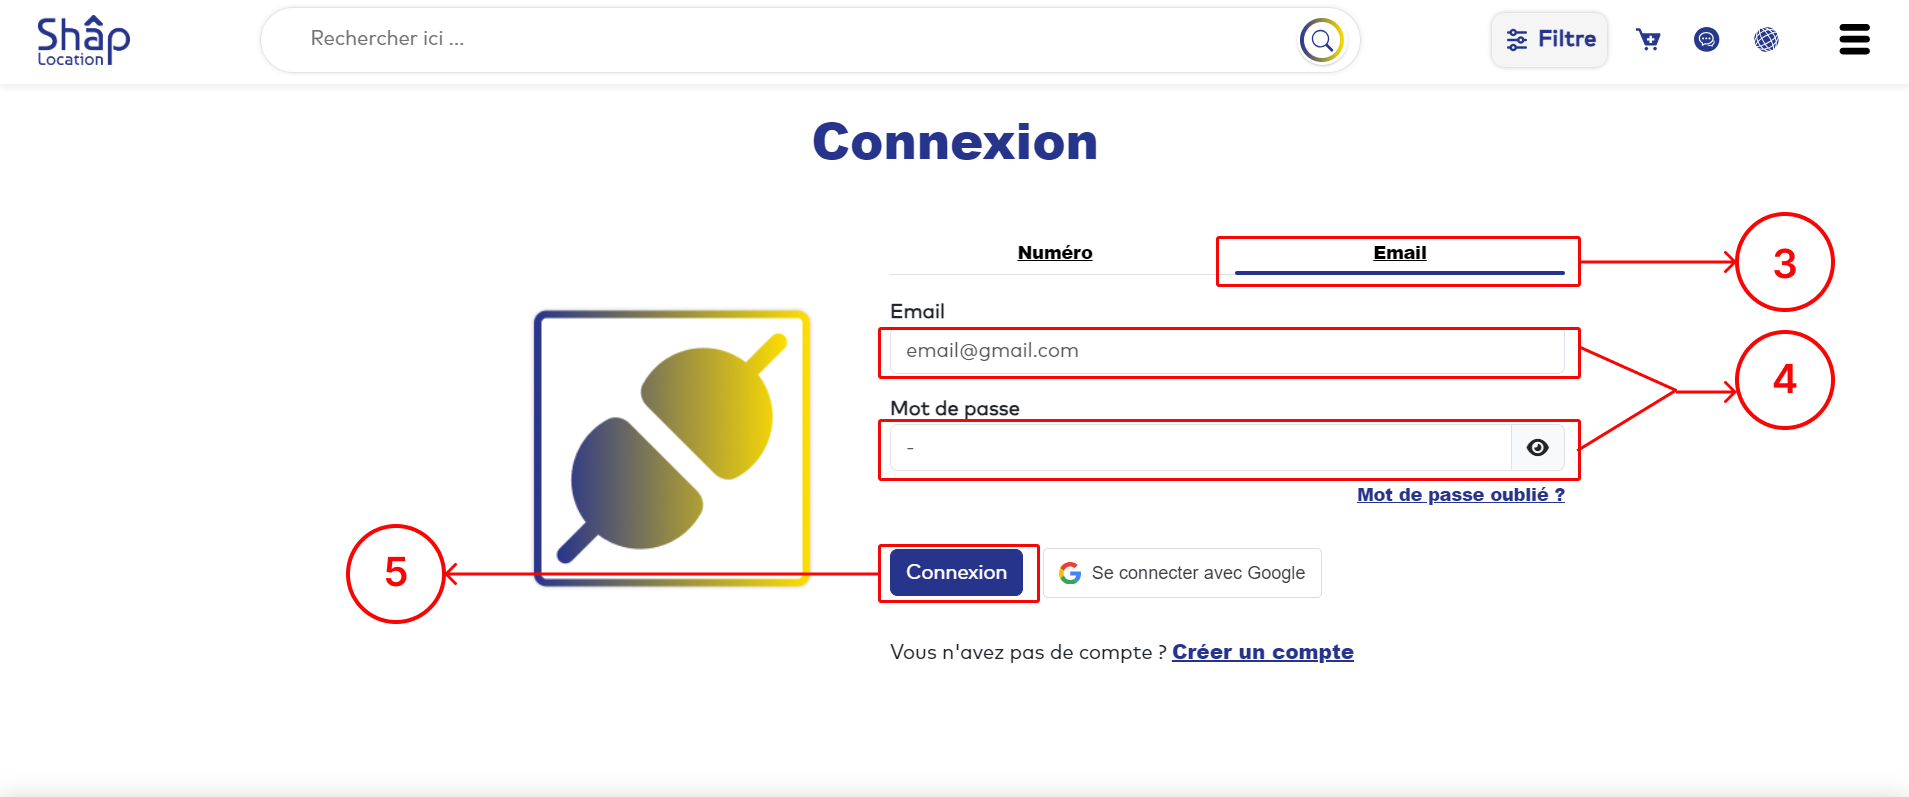 Shâp
Location
Rechercher ici ...
Filtre
Connexion
Numéro
Email
3
Email
email@gmail.com
4
Mot de passe
-
Mot de passe oublié ?
5
Connexion
Se connecter avec Google
Vous n'avez pas de compte ? Créer un compte